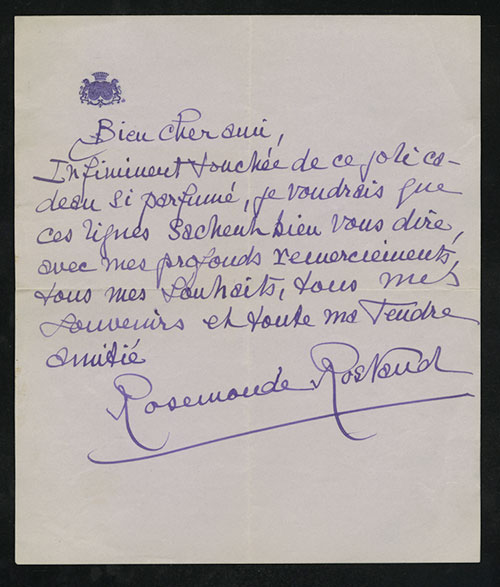 Bien cher ami,
Infiniment touchée de ce joli ca-
deau si parfumé, je voudrais que
ces lignes sachent bien vous dire,
avec mes profonds remerciements,
tous mes souhaits, tous mes
souvenirs et toute ma tendre
amitié
Rosemonde Rostand